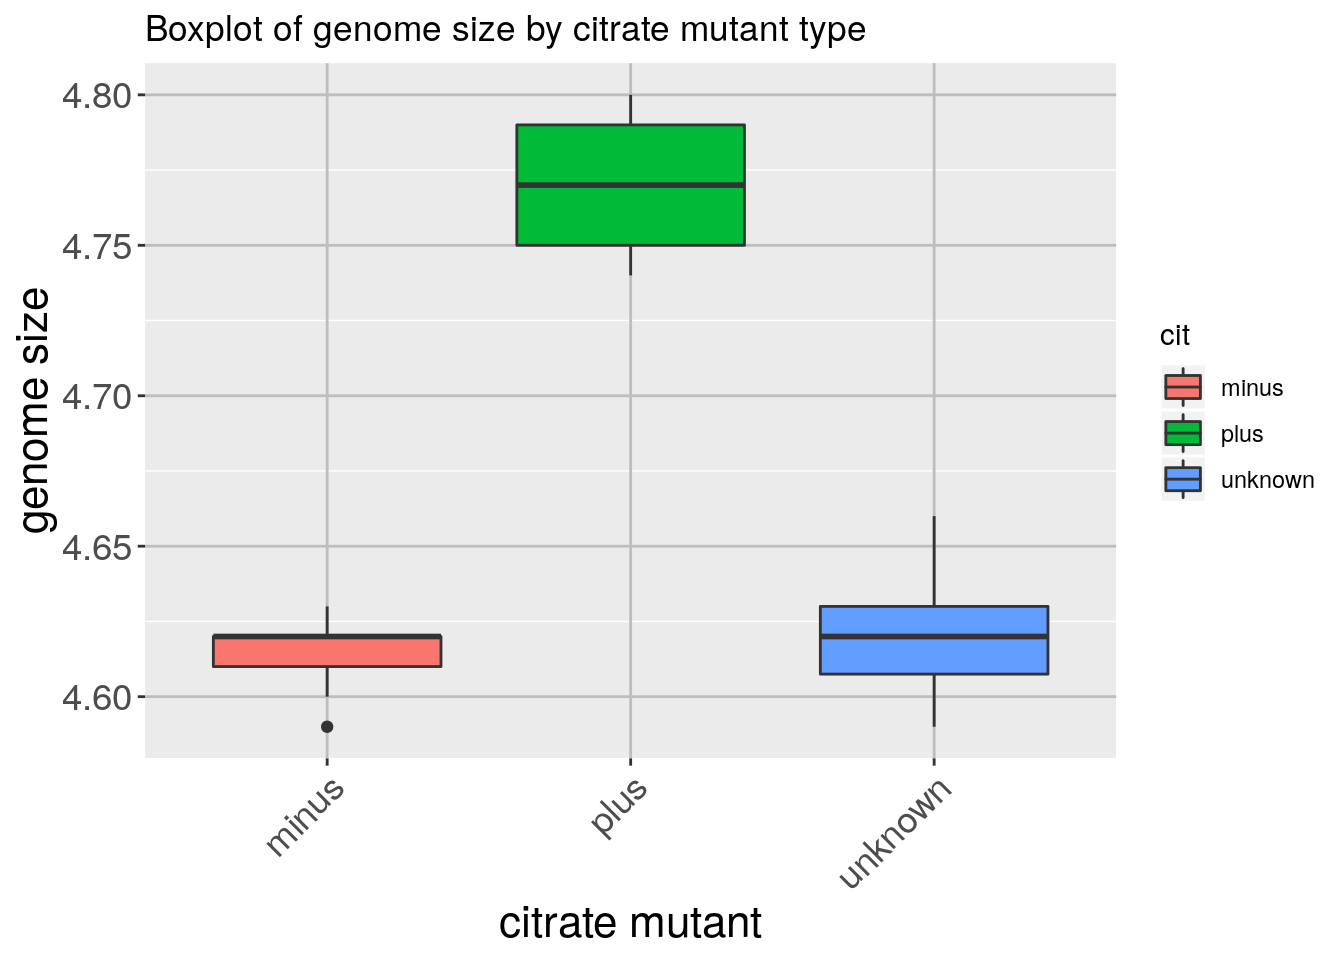 Boxplot of genome size by citrate mutant type
genome size
4.80
4.75
4.70
4.65
4.60
minus
plus
unknown
citrate mutant
cit
minus
plus
unknown